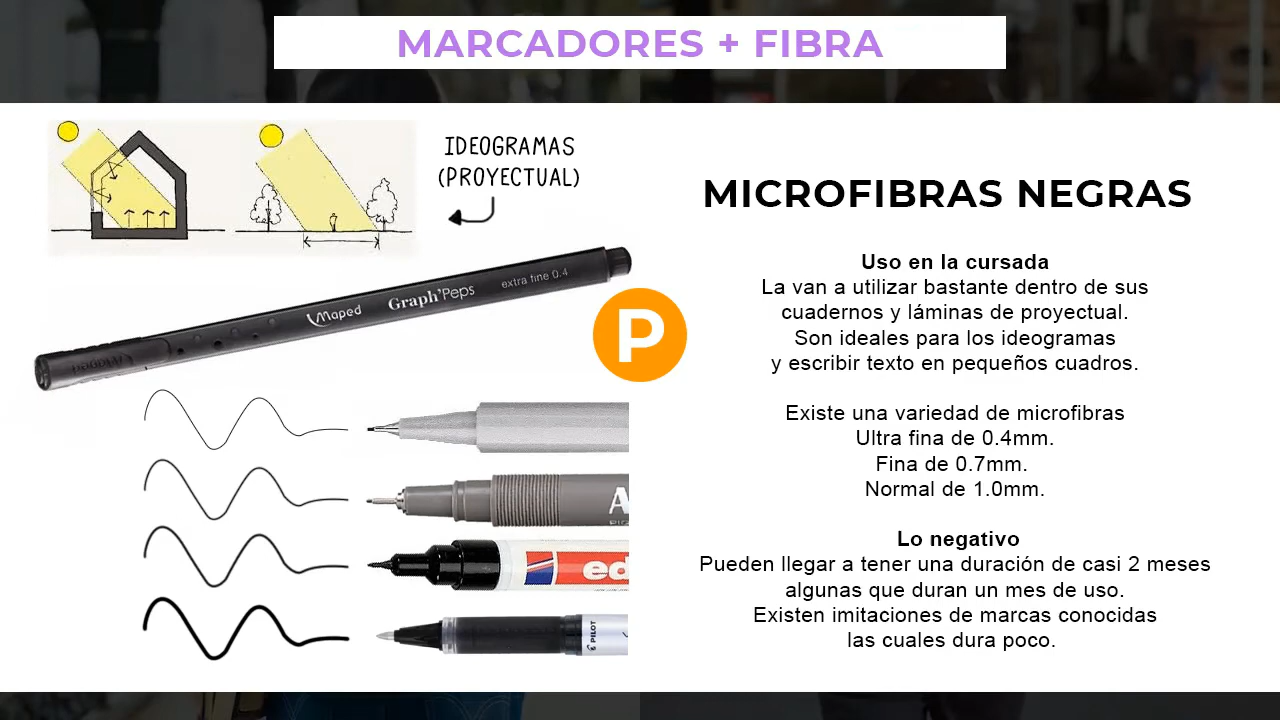 MARCADORES + FIBRA
IDEOGRAMAS
(PROYECTUAL)
Maped Graph'Peps extra fine 0.4
Maped
P
MICROFIBRAS NEGRAS
Uso en la cursada
La van a utilizar bastante dentro de sus
cuadernos y láminas de proyectual.
Son ideales para los ideogramas
y escribir texto en pequeños cuadros.
Existe una variedad de microfibras
Ultra fina de 0.4mm.
Fina de 0.7mm.
Normal de 1.0mm.
Lo negativo
Pueden llegar a tener una duración de casi 2 meses
algunas que duran un mes de uso.
Existen imitaciones de marcas conocidas
las cuales dura poco.
A
ed
PILOT